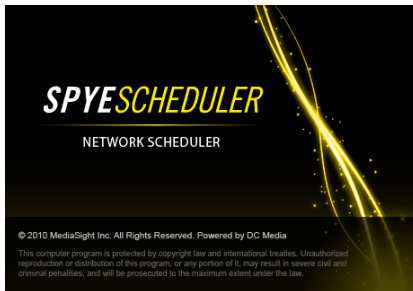 SPYESCHEDULER
NETWORK SCHEDULER
© 2010 MediaSight Inc. All Rights Reserved. Powered by DC Media
This computer program is protected by copyright law and international treaties. Unauthorized
reproduction or distribution of this program, or any portion of it, may result in severe civil and
criminal penalities, and will be prosecuted to the maximum extent under the law.